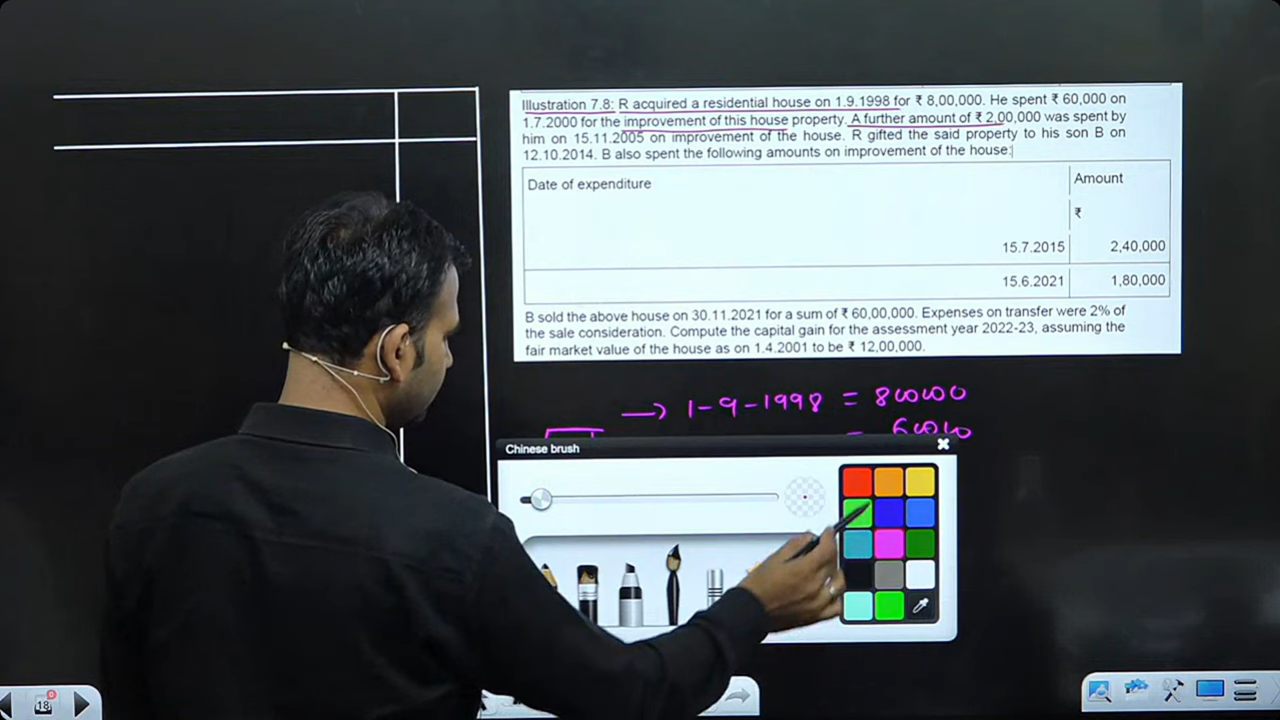 Illustration 7.8: R acquired a residential house on 1.9.1998 for ₹ 8,00,000. He spent ₹ 60,000 on
1.7.2000 for the improvement of this house property. A further amount of ₹ 2,00,000 was spent by
him on 15.11.2005 on improvement of the house. R gifted the said property to his son B on
12.10.2014. B also spent the following amounts on improvement of the house:
Date of expenditure Amount
₹
15.7.2015 2,40,000
15.6.2021 1,80,000
B sold the above house on 30.11.2021 for a sum of ₹ 60,00,000. Expenses on transfer were 2% of
the sale consideration. Compute the capital gain for the assessment year 2022-23, assuming the
fair market value of the house as on 1.4.2001 to be ₹ 12,00,000.
→ 1-9-1998 = 800000
= 60000
Chinese brush
0
18